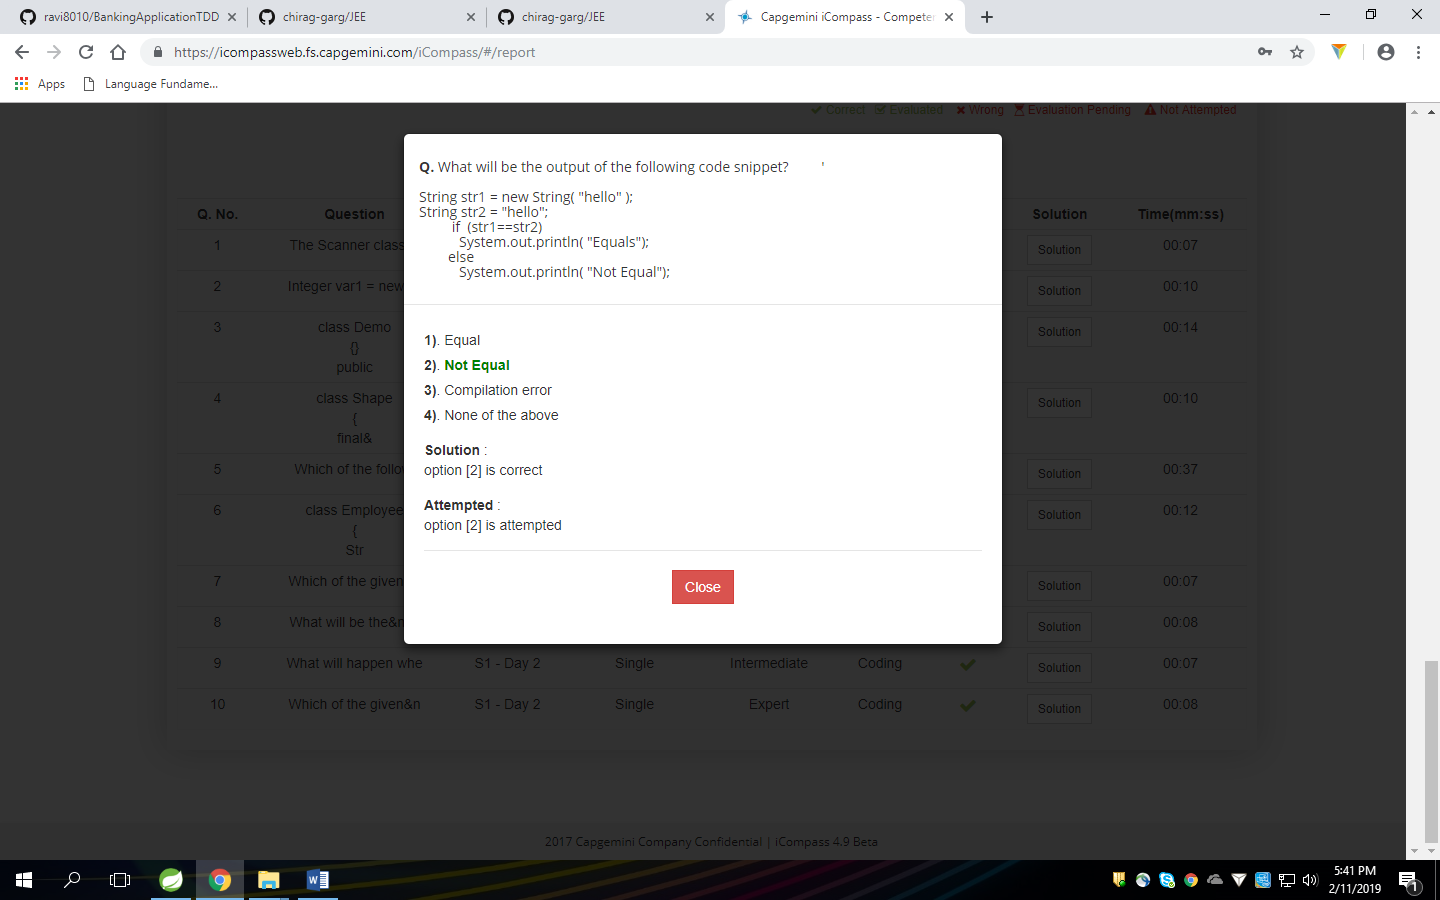 ravi8010/BankingApplicationTDD
chirag-garg/JEE
chirag-garg/JEE
Capgemini iCompass - Competen
https://icompassweb.fs.capgemini.com/iCompass/#/report
Apps
Language Fundame...
Correct Evaluated Wrong Evaluation Pending Not Attempted
Q. What will be the output of the following code snippet? '
String str1 = new String( "hello" );
String str2 = "hello";
if (str1==str2)
System.out.println( "Equals");
else
System.out.println( "Not Equal");
1). Equal
2). Not Equal
3). Compilation error
4). None of the above
Solution :
option [2] is correct
Attempted :
option [2] is attempted
Close
Q. No. Question Solution Time(mm:ss)
1 The Scanner class Solution 00:07
2 Integer var1 = new Solution 00:10
3 class Demo Solution 00:14
{}
public
4 class Shape Solution 00:10
{
final&
5 Which of the follo Solution 00:37
6 class Employee Solution 00:12
{
Str
7 Which of the given Solution 00:07
8 What will be the&n Solution 00:08
9 What will happen whe S1 - Day 2 Single Intermediate Coding Solution 00:07
10 Which of the given&n S1 - Day 2 Single Expert Coding Solution 00:08
2017 Capgemini Company Confidential | iCompass 4.9 Beta
5:41 PM
2/11/2019
1